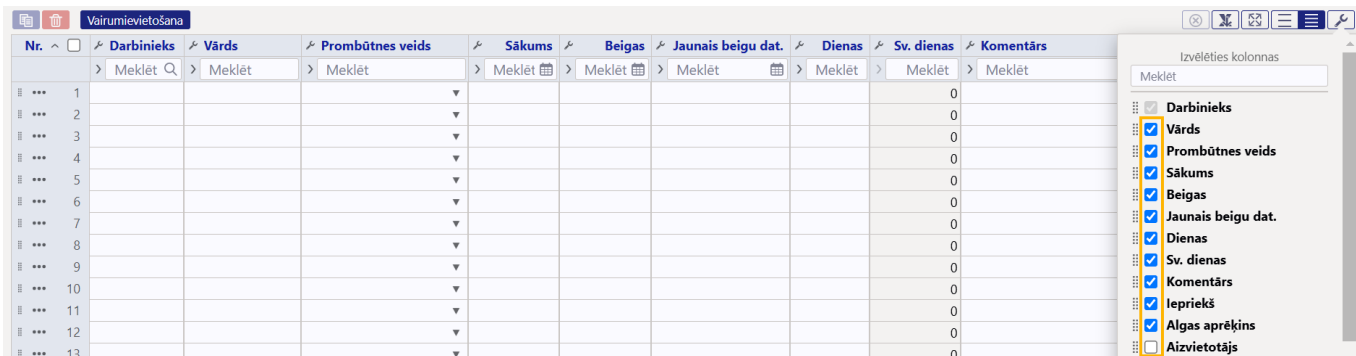 Vairumievietošana
Nr. Darbinieks Vārds Prombūtnes veids Sākums Beigas Jaunais beigu dat. Dienas Sv. dienas Komentārs
Meklēt Meklēt Meklēt Meklēt Meklēt Meklēt Meklēt Meklēt Meklēt
1 0
2 0
3 0
4 0
5 0
6 0
7 0
8 0
9 0
10 0
11 0
12 0
13 0
Izvēlēties kolonnas
Meklēt
Darbinieks
Vārds
Prombūtnes veids
Sākums
Beigas
Jaunais beigu dat.
Dienas
Sv. dienas
Komentārs
Iepriekš
Algas aprēķins
Aizvietotājs